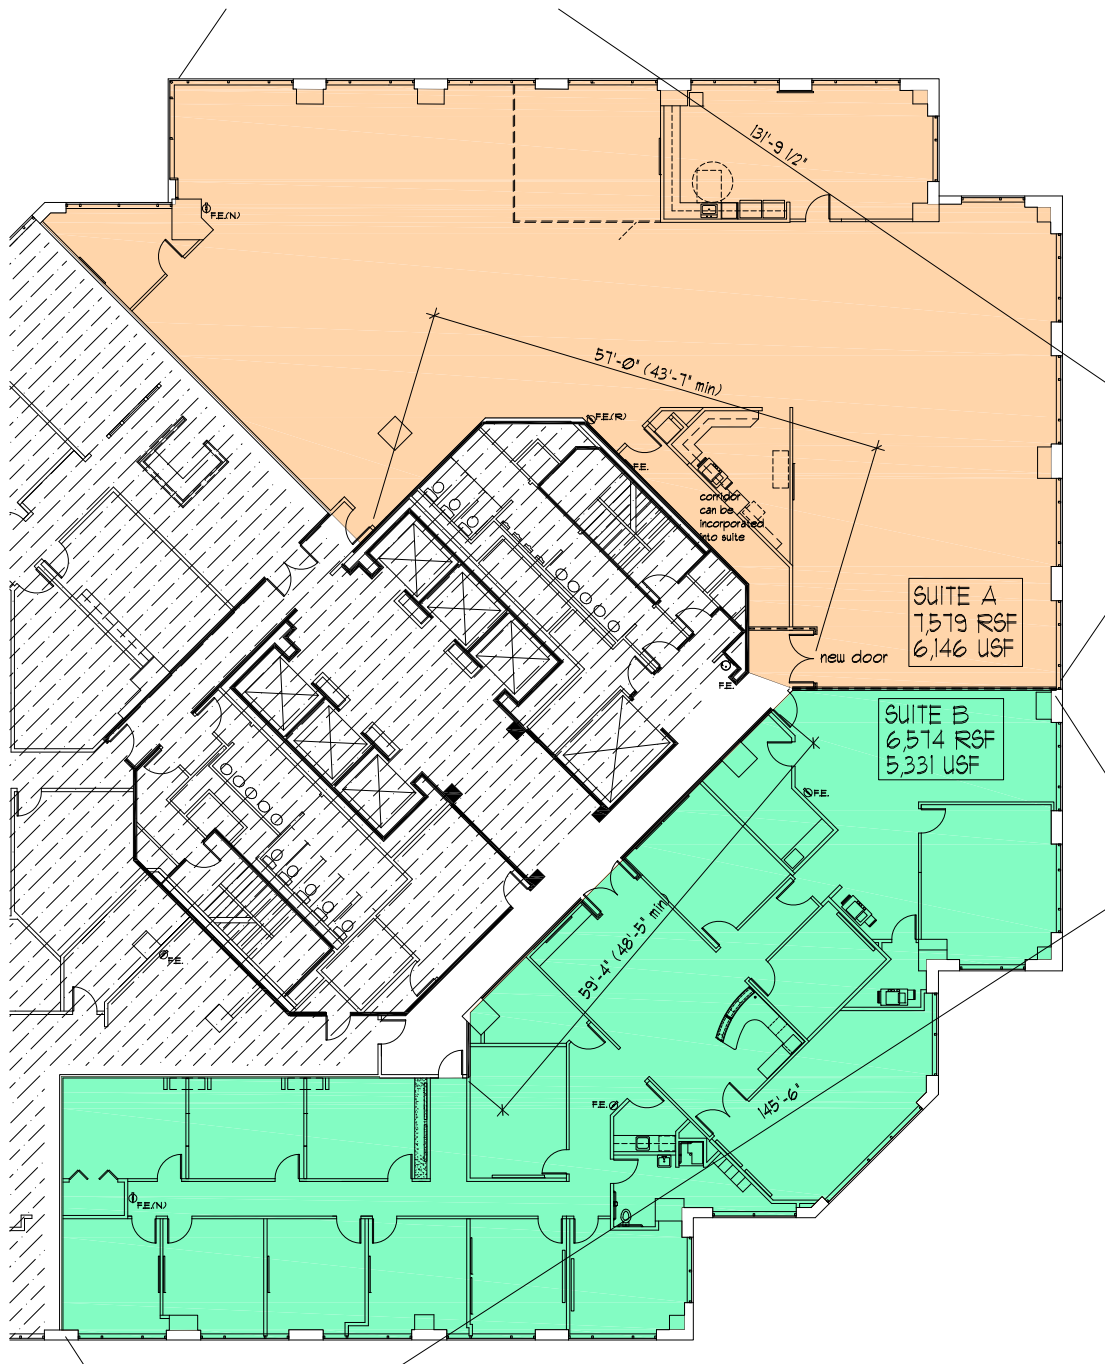 131'-9 1/2"
F.E.(N)
57'-0" (43'-7" min)
F.E.(R)
F.E.
corridor
can be
incorporated
into suite
SUITE A
7,579 RSF
6,146 USF
new door
F.E.
SUITE B
6,574 RSF
5,331 USF
F.E.
59'-4" (48'-5" min)
F.E.
145'-6"
F.E.
F.E.(N)